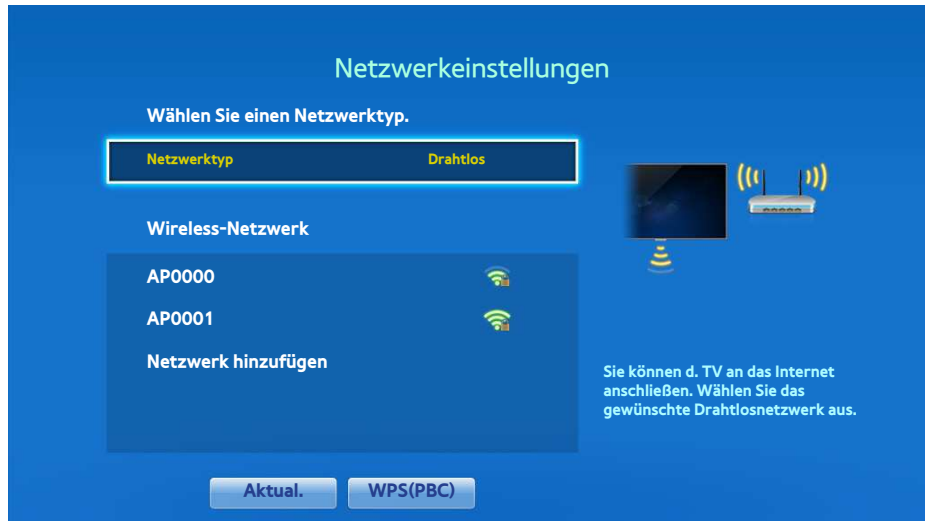 Netzwerkeinstellungen
Wählen Sie einen Netzwerktyp.
Netzwerktyp Drahtlos
Wireless-Netzwerk
AP0000
AP0001
Netzwerk hinzufügen
Sie können d. TV an das Internet
anschließen. Wählen Sie das
gewünschte Drahtlosnetzwerk aus.
Aktual. WPS(PBC)